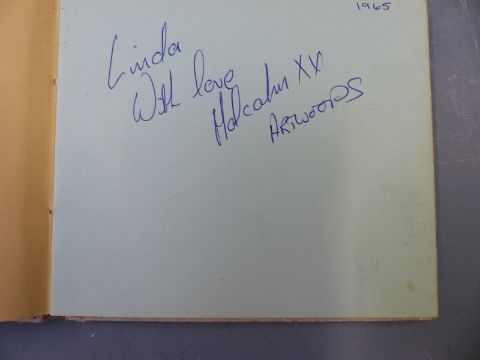 1965
Linda
With love
Malcolm XX
ARTWOODS